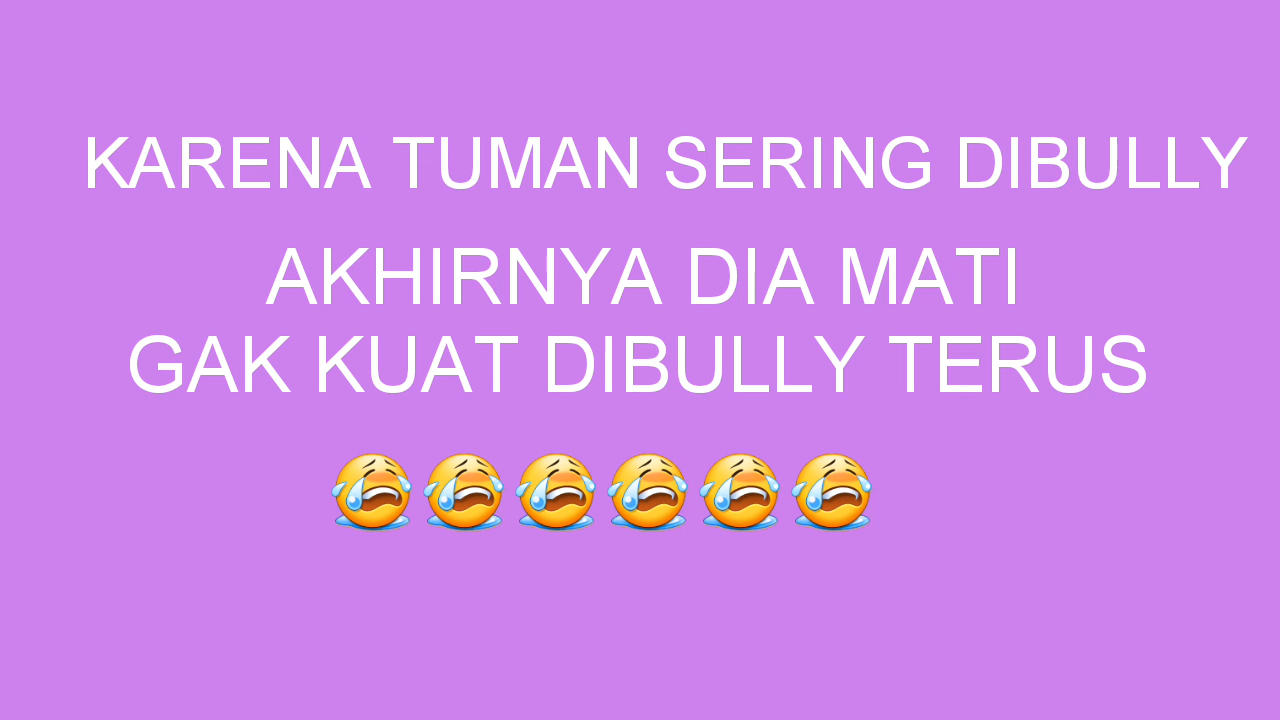 KARENA TUMAN SERING DIBULLY
AKHIRNYA DIA MATI
GAK KUAT DIBULLY TERUS
😭😭😭😭😭😭